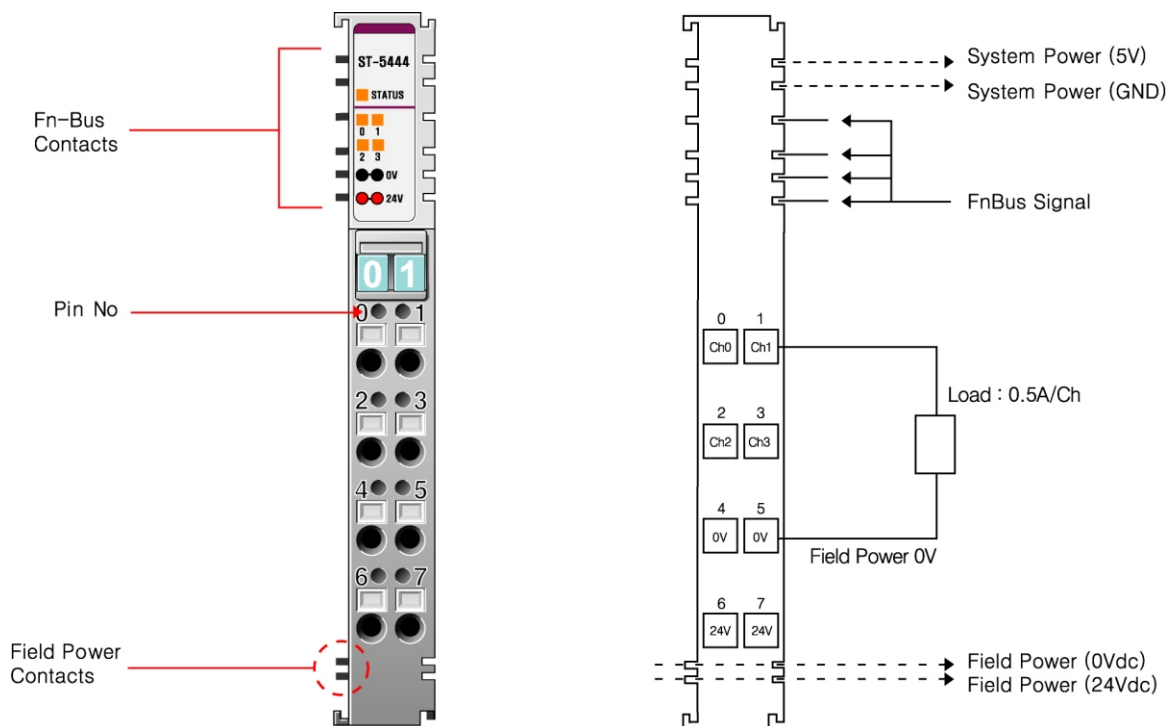 Fn-Bus
Contacts
ST-5444
STATUS
0 1
2 3
0V
24V
0 1
Pin No
0 1
2 3
4 5
6 7
Field Power
Contacts
System Power (5V)
System Power (GND)
FnBus Signal
0 1
Ch0 Ch1
Load : 0.5A/Ch
2 3
Ch2 Ch3
4 5
0V 0V
Field Power 0V
6 7
24V 24V
Field Power (0Vdc)
Field Power (24Vdc)